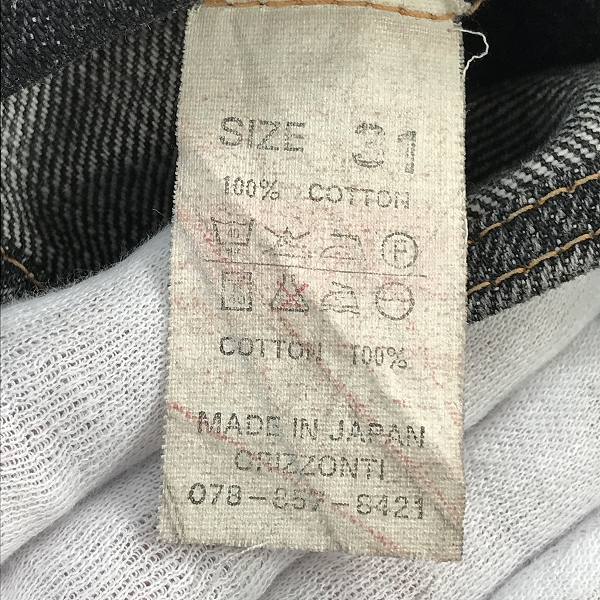 SIZE 31
100% COTTON
P
COTTON 100%
MADE IN JAPAN
ORIZZONTI
078-857-8421